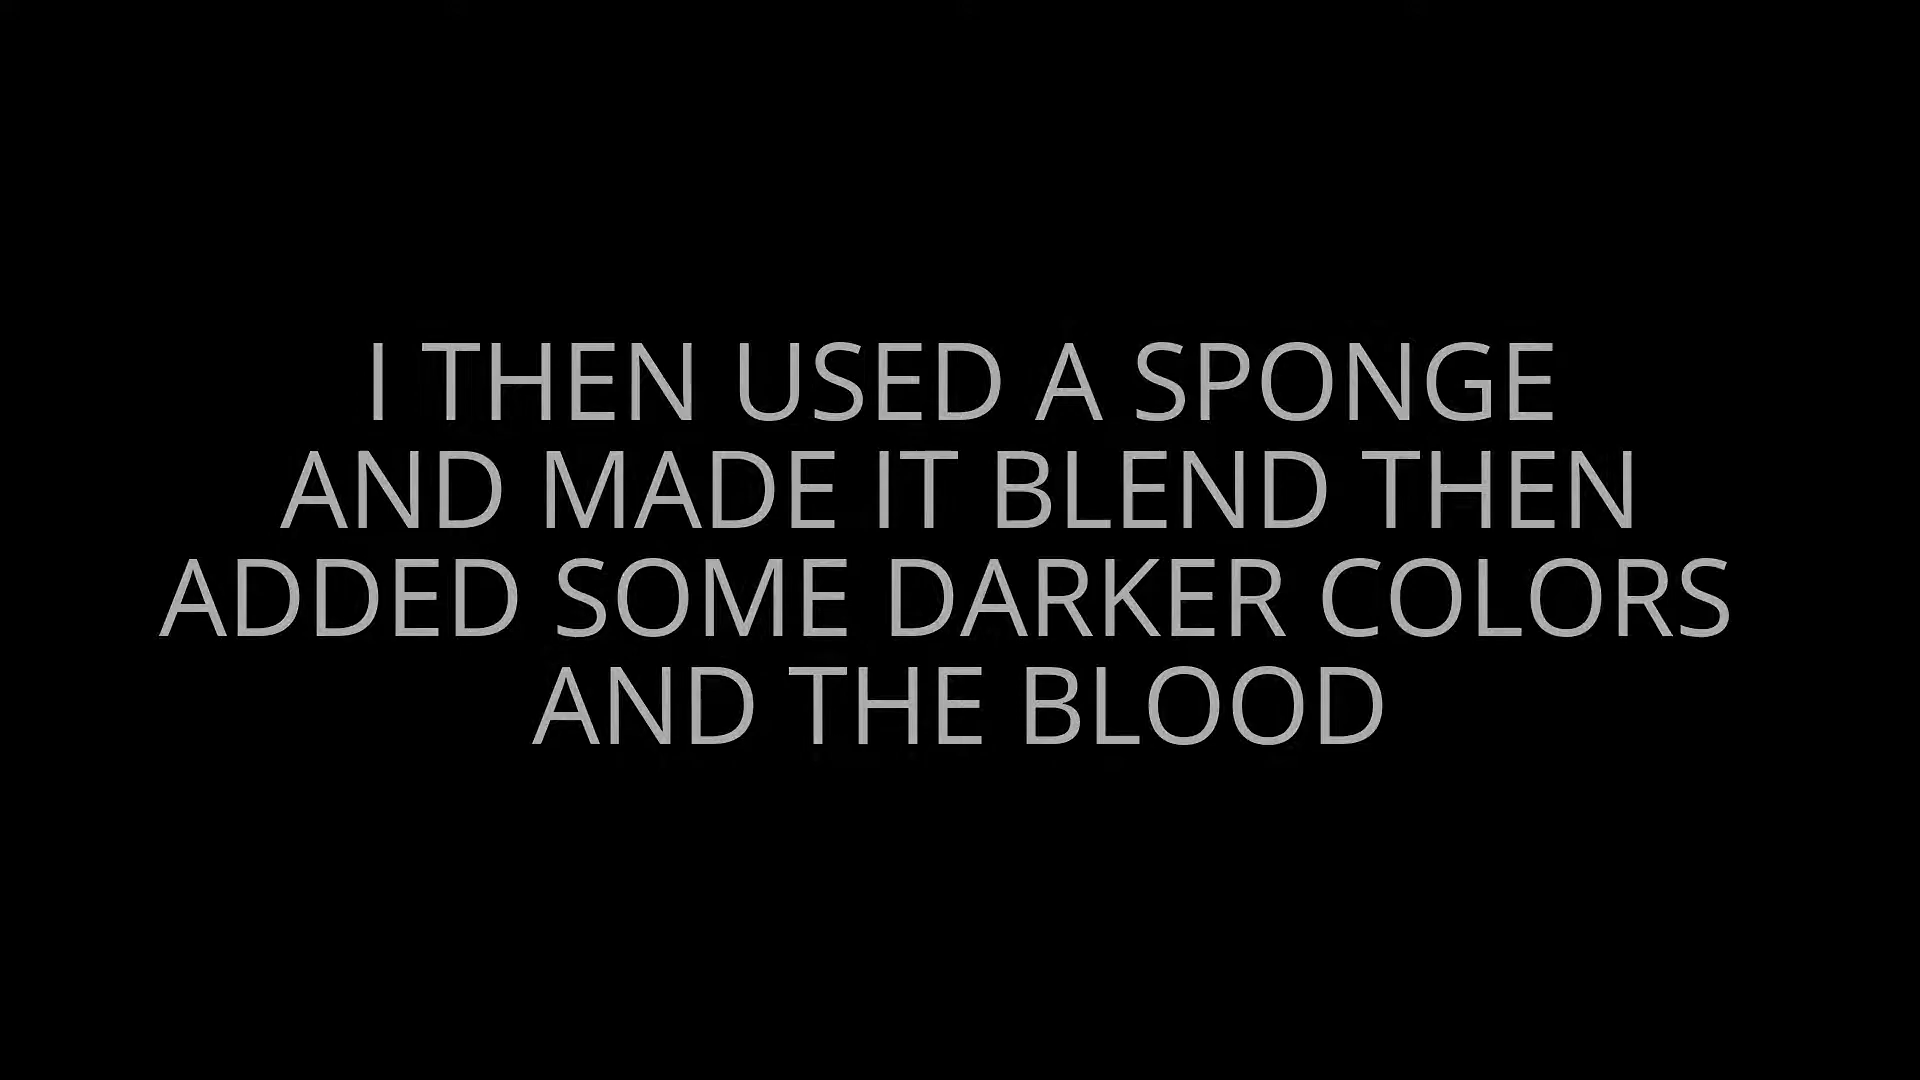 I THEN USED A SPONGE
AND MADE IT BLEND THEN
ADDED SOME DARKER COLORS
AND THE BLOOD